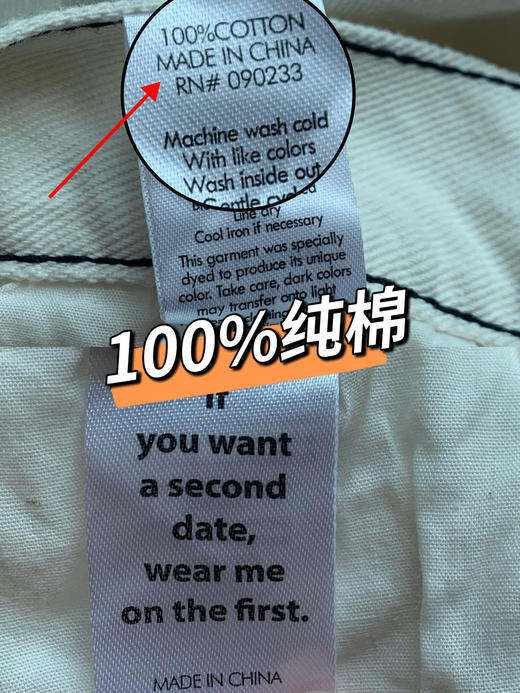 100%COTTON
MADE IN CHINA
RN# 090233
Machine wash cold
With like colors
Wash inside out
Gentle cycled
Line dry
Cool iron if necessary
This garment was specially
dyed to produce its unique
color. Take care, dark colors
may transfer onto light
100%纯棉
If
you want
a second
date,
wear me
on the first.
MADE IN CHINA